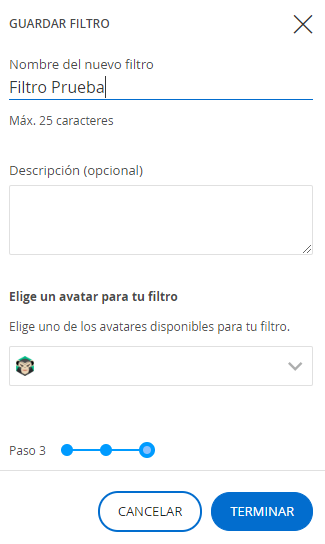 GUARDAR FILTRO
Nombre del nuevo filtro
Filtro Prueba
Máx. 25 caracteres
Descripción (opcional)
Elige un avatar para tu filtro
Elige uno de los avatares disponibles para tu filtro.
Paso 3
CANCELAR
TERMINAR